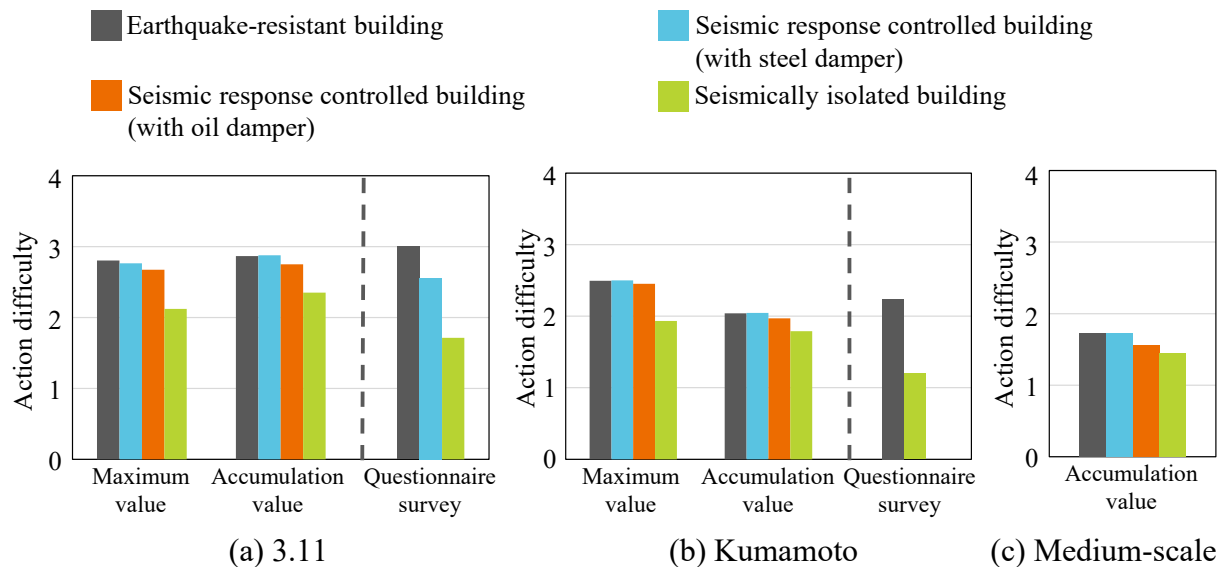 Earthquake-resistant building
Seismic response controlled building
(with steel damper)
Seismic response controlled building
(with oil damper)
Seismically isolated building
Action difficulty
4
3
2
1
0
Maximum
value
Accumulation
value
Questionnaire
survey
(a) 3.11
Action difficulty
4
3
2
1
0
Maximum
value
Accumulation
value
Questionnaire
survey
(b) Kumamoto
Action difficulty
4
3
2
1
0
Accumulation
value
(c) Medium-scale